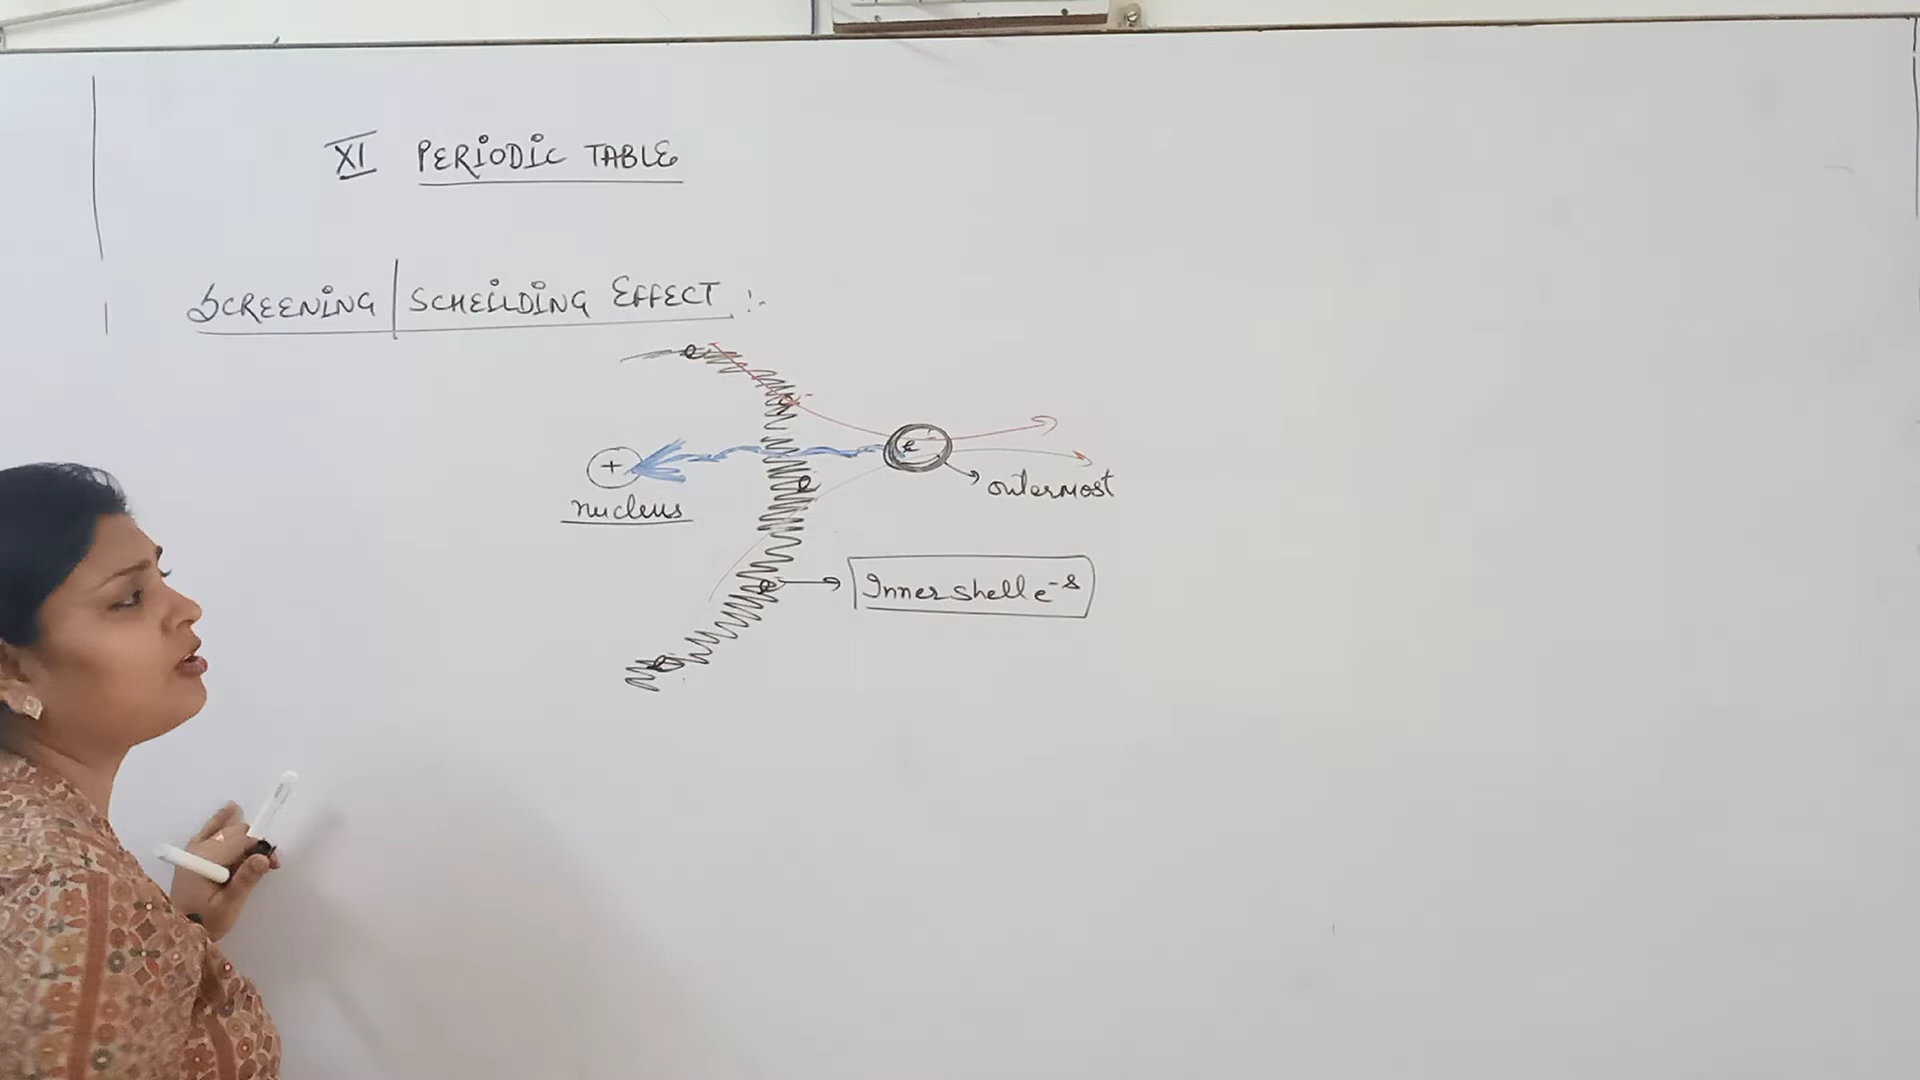 XI PERIODIC TABLE
SCREENING | SCHEILDING EFFECT :-
e
e-
+
e
e
outermost
nucleus
e
Inner shell e-s
e